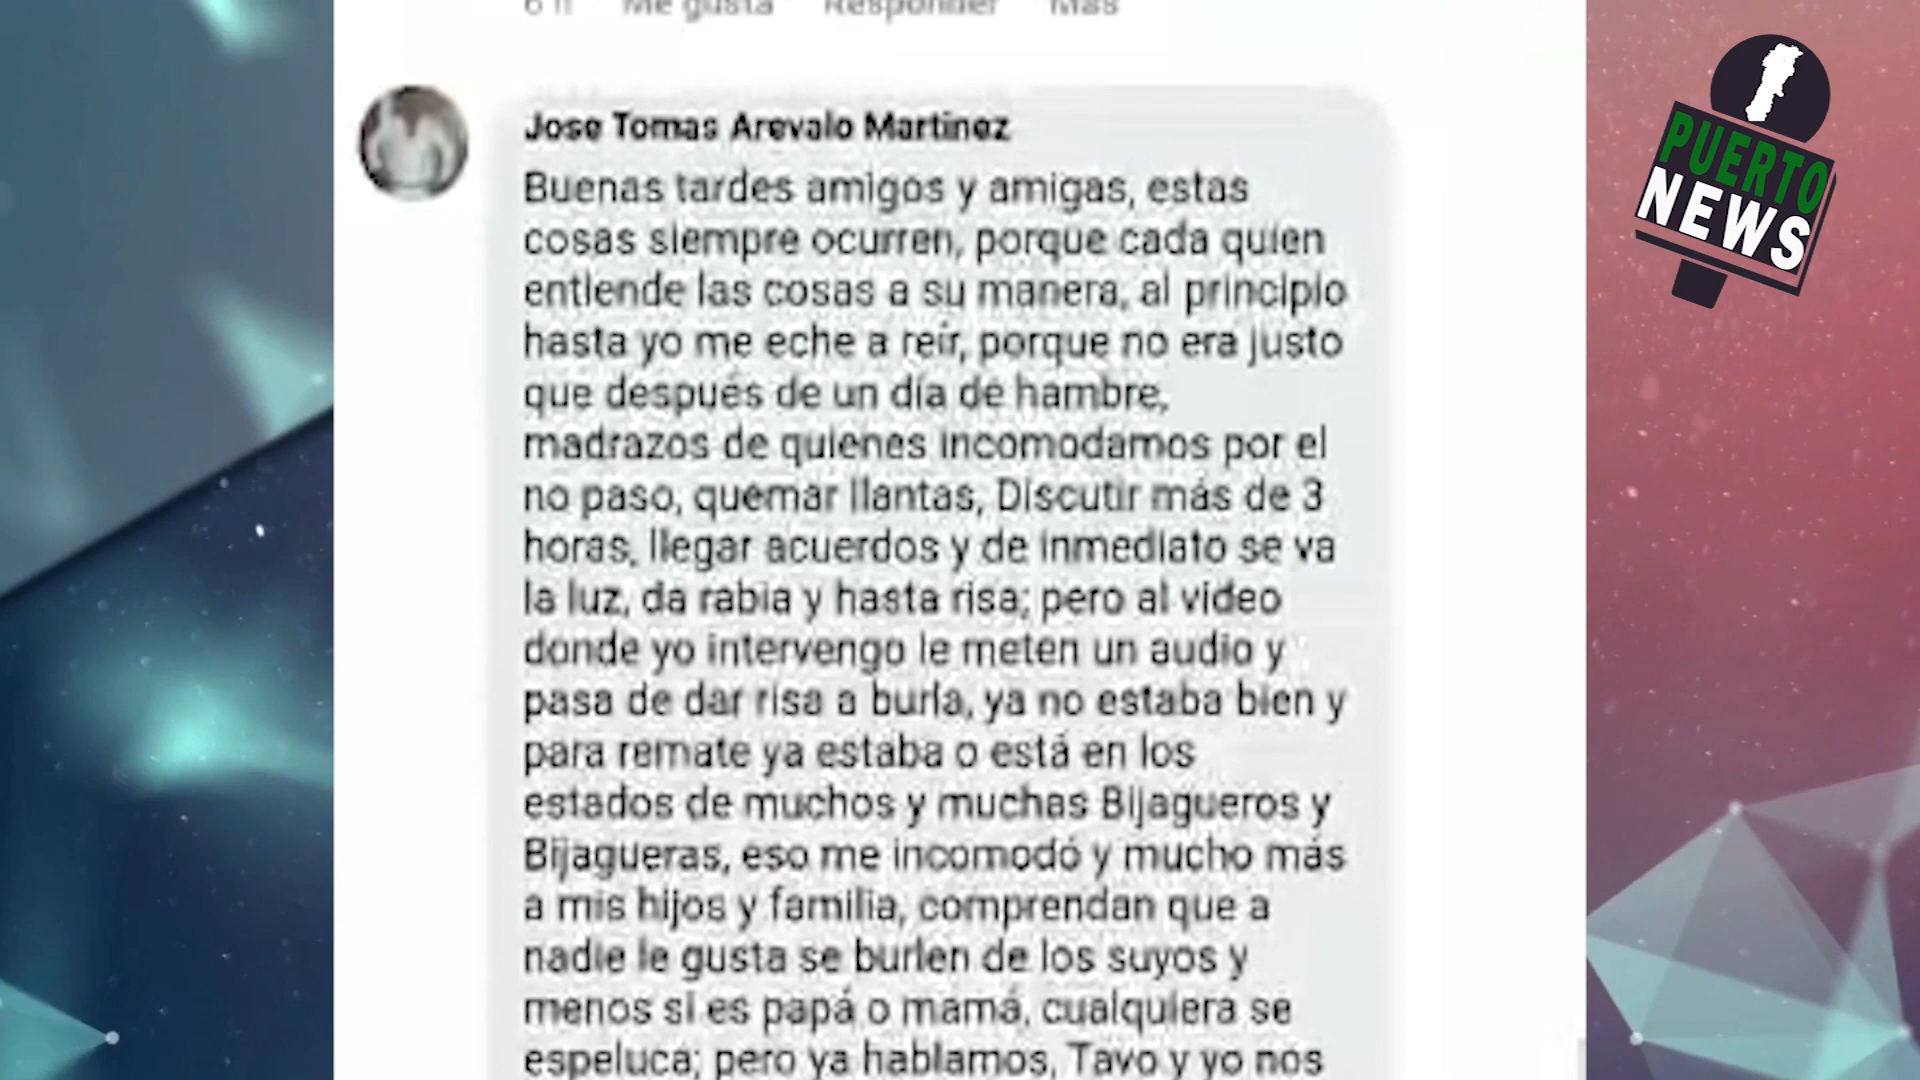 6 h Me gusta Responder Más
Jose Tomas Arevalo Martinez
Buenas tardes amigos y amigas, estas
cosas siempre ocurren, porque cada quien
entiende las cosas a su manera, al principio
hasta yo me eche a reír, porque no era justo
que después de un día de hambre,
madrazos de quienes incomodamos por el
no paso, quemar llantas, Discutir más de 3
horas, llegar acuerdos y de inmediato se va
la luz, da rabia y hasta risa; pero al video
donde yo intervengo le meten un audio y
pasa de dar risa a burla, ya no estaba bien y
para remate ya estaba o está en los
estados de muchos y muchas Bijagueros y
Bijagueras, eso me incomodó y mucho más
a mis hijos y familia, comprendan que a
nadie le gusta se burlen de los suyos y
menos si es papá o mamá, cualquiera se
espeluca; pero ya hablamos, Tavo y yo nos
PUERTO
NEWS